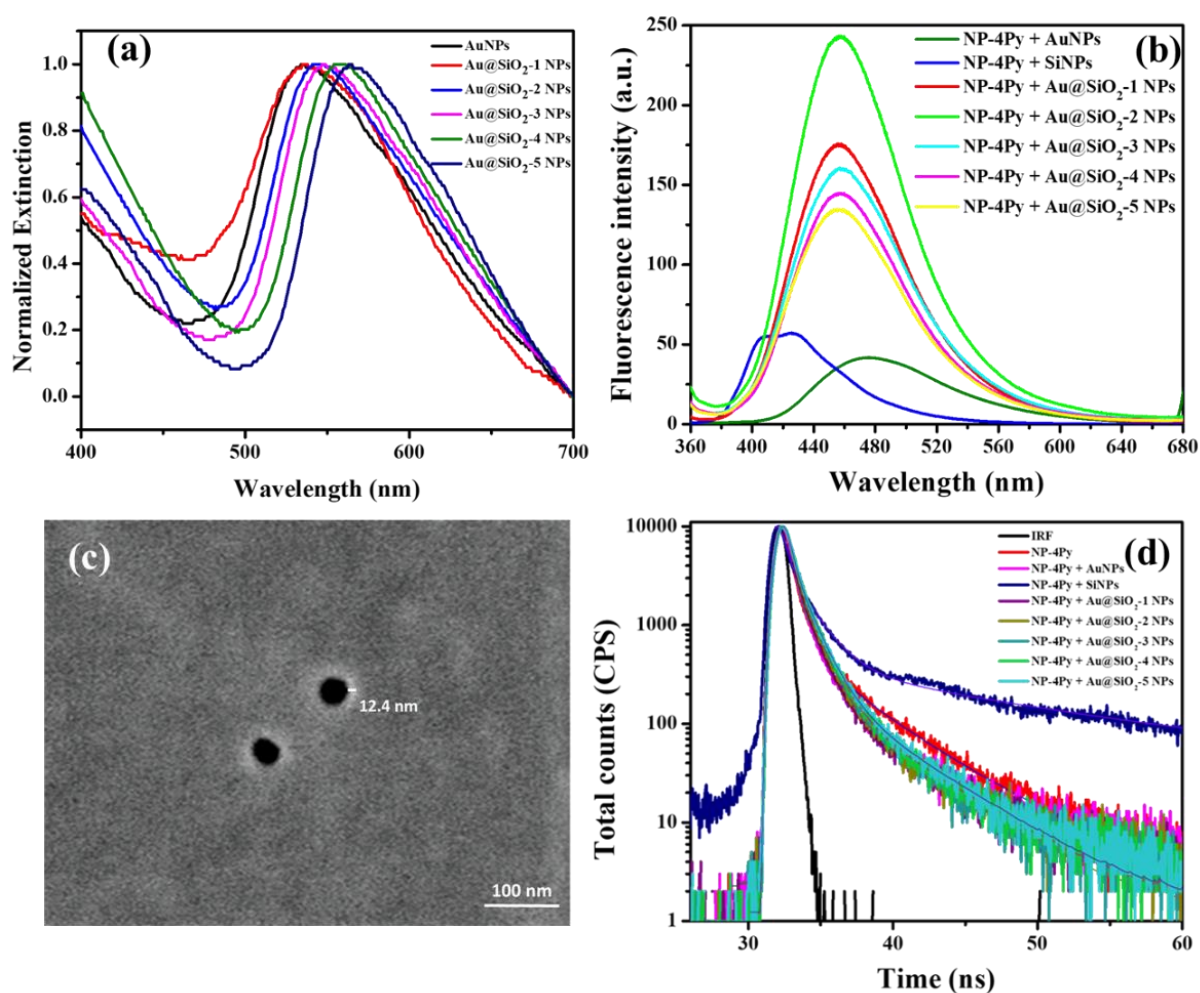 (a)
AuNPs
Au@SiO₂-1 NPs
Au@SiO₂-2 NPs
Au@SiO₂-3 NPs
Au@SiO₂-4 NPs
Au@SiO₂-5 NPs
Normalized Extinction
1.0
0.8
0.6
0.4
0.2
0.0
400
500
600
700
Wavelength (nm)
(b)
NP-4Py + AuNPs
NP-4Py + SiNPs
NP-4Py + Au@SiO₂-1 NPs
NP-4Py + Au@SiO₂-2 NPs
NP-4Py + Au@SiO₂-3 NPs
NP-4Py + Au@SiO₂-4 NPs
NP-4Py + Au@SiO₂-5 NPs
Fluorescence intensity (a.u.)
250
200
150
100
50
0
360
400
440
480
520
560
600
640
680
Wavelength (nm)
(c)
12.4 nm
100 nm
(d)
IRF
NP-4Py
NP-4Py + AuNPs
NP-4Py + SiNPs
NP-4Py + Au@SiO₂-1 NPs
NP-4Py + Au@SiO₂-2 NPs
NP-4Py + Au@SiO₂-3 NPs
NP-4Py + Au@SiO₂-4 NPs
NP-4Py + Au@SiO₂-5 NPs
Total counts (CPS)
10000
1000
100
10
1
30
40
50
60
Time (ns)